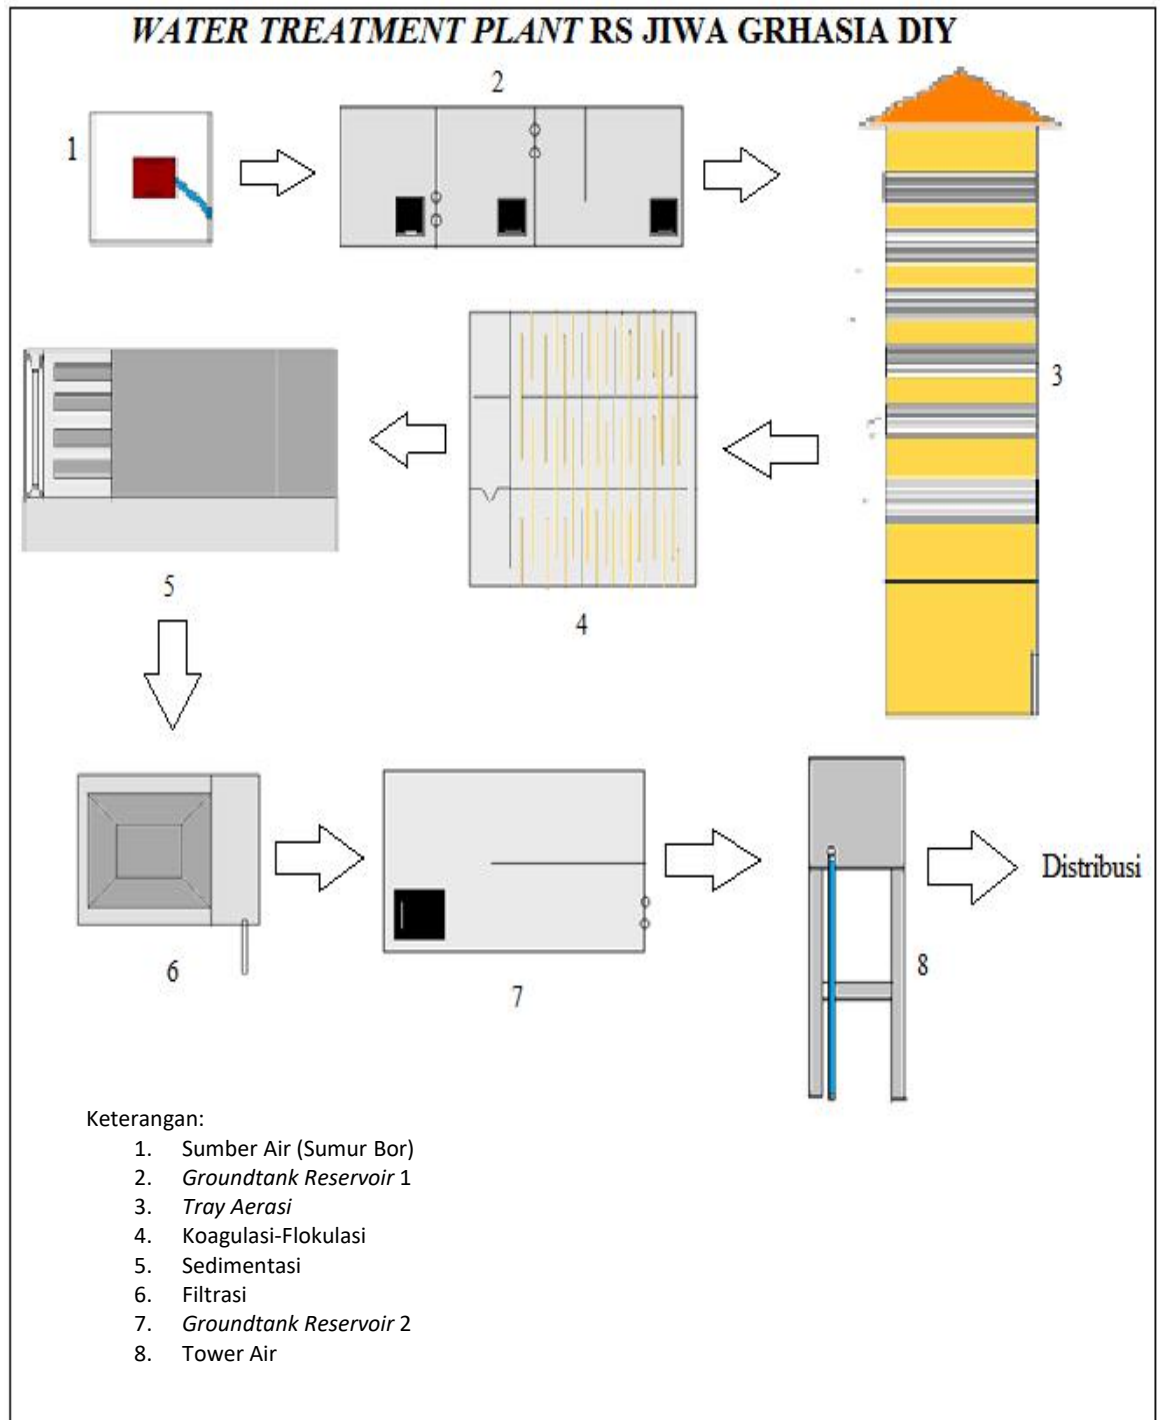 WATER TREATMENT PLANT RS JIWA GRHASIA DIY
1
2
3
4
5
6
7
8
Distribusi
Keterangan:
1. Sumber Air (Sumur Bor)
2. Groundtank Reservoir 1
3. Tray Aerasi
4. Koagulasi-Flokulasi
5. Sedimentasi
6. Filtrasi
7. Groundtank Reservoir 2
8. Tower Air